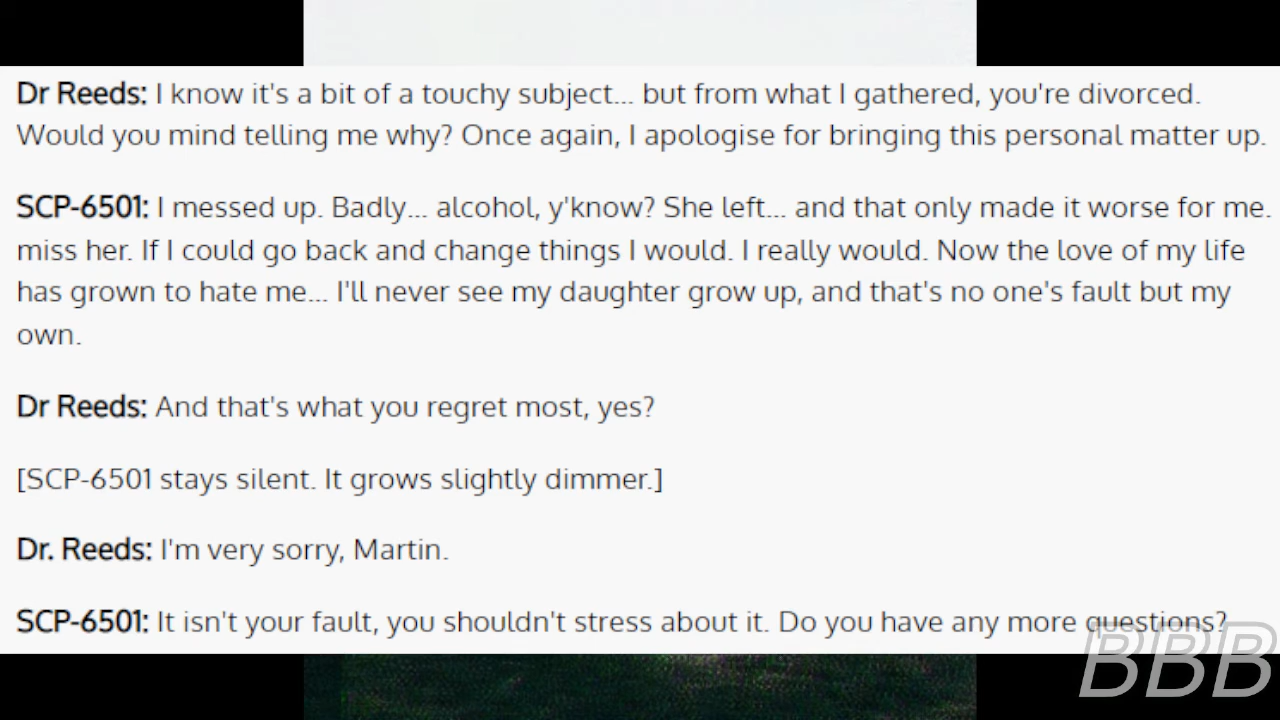 Dr Reeds: I know it's a bit of a touchy subject... but from what I gathered, you're divorced.
Would you mind telling me why? Once again, I apologise for bringing this personal matter up.
SCP-6501: I messed up. Badly... alcohol, y'know? She left... and that only made it worse for me.
miss her. If I could go back and change things I would. I really would. Now the love of my life
has grown to hate me... I'll never see my daughter grow up, and that's no one's fault but my
own.
Dr Reeds: And that's what you regret most, yes?
[SCP-6501 stays silent. It grows slightly dimmer.]
Dr. Reeds: I'm very sorry, Martin.
SCP-6501: It isn't your fault, you shouldn't stress about it. Do you have any more questions?
BBB